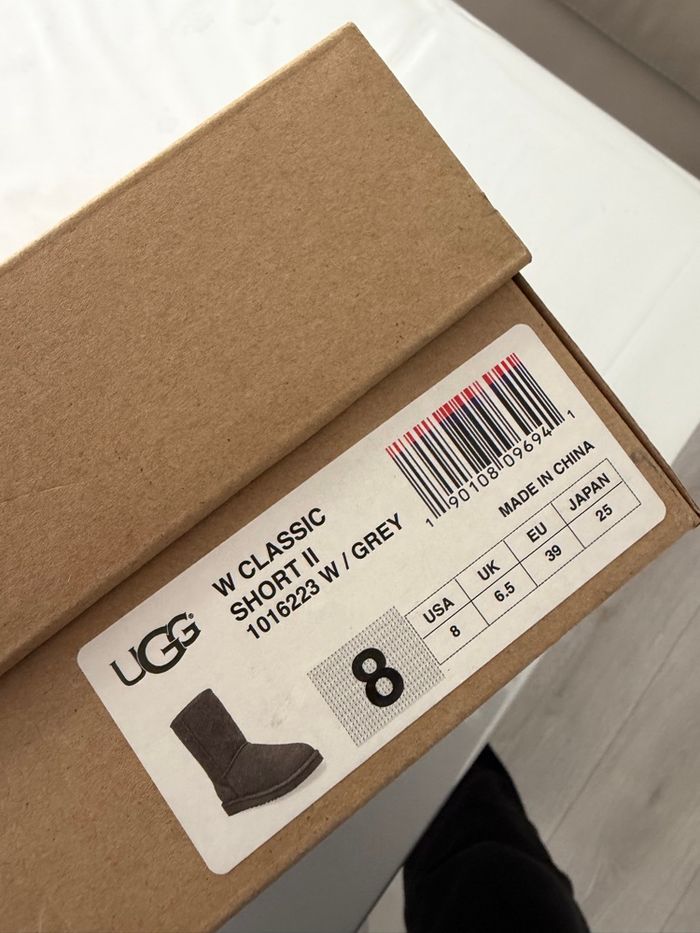 UGG
W CLASSIC
SHORT II
1016223 W / GREY
1 90108 09694 1
MADE IN CHINA
USA UK EU JAPAN
8 6.5 39 25
8